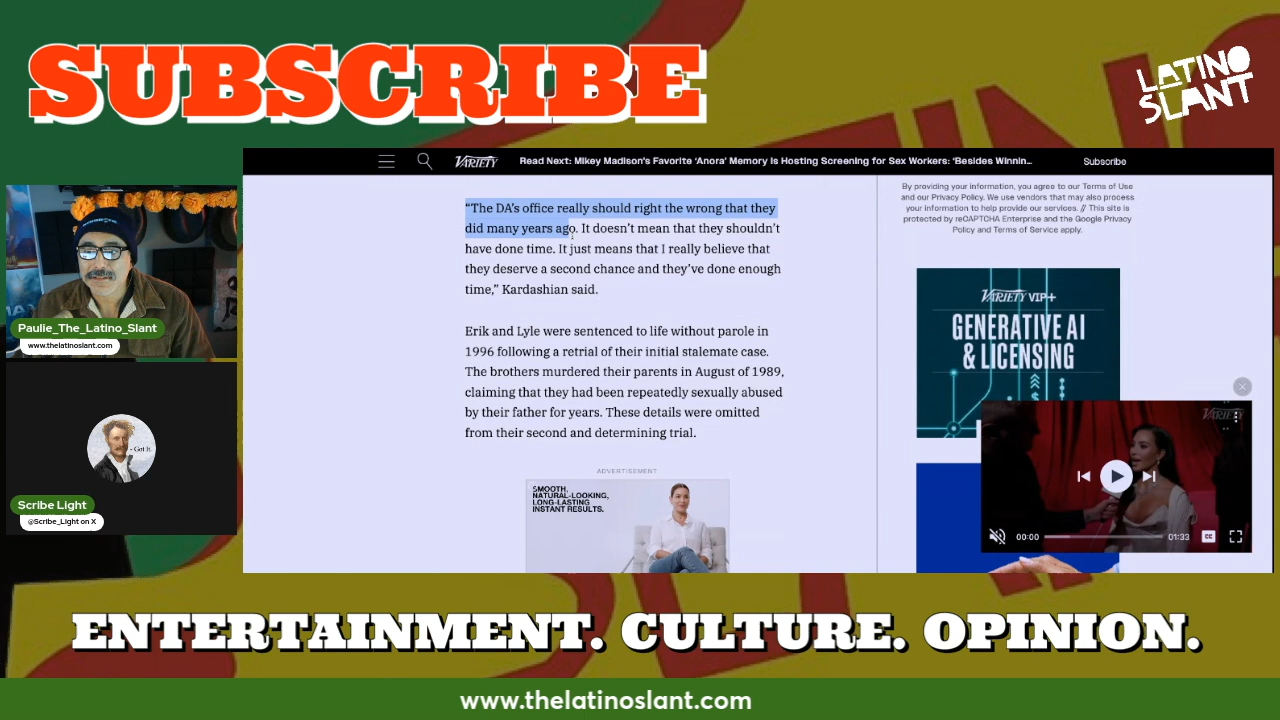 SUBSCRIBE
LATINO
SLANT
VARIETY
Read Next: Mikey Madison's Favorite 'Anora' Memory Is Hosting Screening for Sex Workers: 'Besides Winnin...
Subscribe
“The DA’s office really should right the wrong that they
did many years ago. It doesn’t mean that they shouldn’t
have done time. It just means that I really believe that
they deserve a second chance and they’ve done enough
time,” Kardashian said.
Erik and Lyle were sentenced to life without parole in
1996 following a retrial of their initial stalemate case.
The brothers murdered their parents in August of 1989,
claiming that they had been repeatedly sexually abused
by their father for years. These details were omitted
from their second and determining trial.
ADVERTISEMENT
SMOOTH,
NATURAL-LOOKING,
LONG-LASTING
INSTANT RESULTS.
By providing your information, you agree to our Terms of Use
and our Privacy Policy. We use vendors that may also process
your information to help provide our services. // This site is
protected by reCAPTCHA Enterprise and the Google Privacy
Policy and Terms of Service apply.
VARIETY VIP+
GENERATIVE AI
& LICENSING
$
VARIETY
00:00
01:33
CC
Paulie_The_Latino_Slant
www.thelatinoslant.com
- Got It.
Scribe Light
@Scribe_Light on X
ENTERTAINMENT. CULTURE. OPINION.
www.thelatinoslant.com